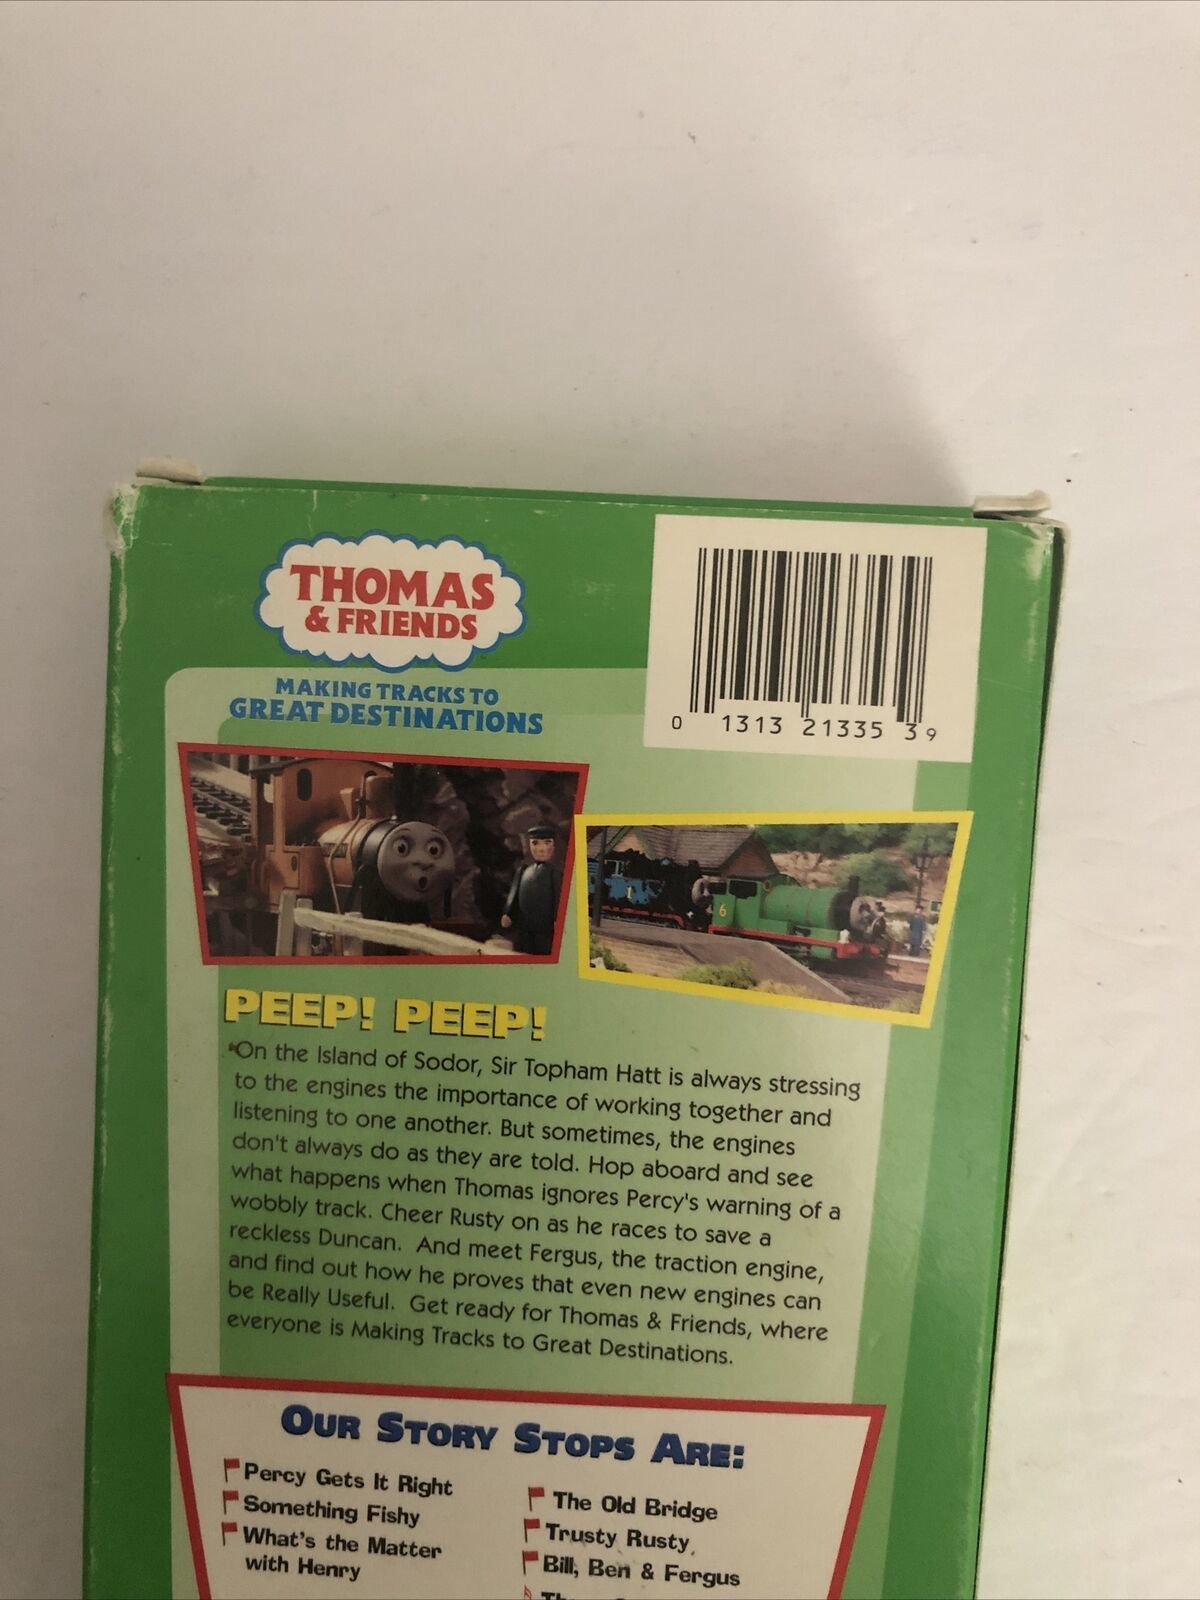 THOMAS
& FRIENDS
MAKING TRACKS TO
GREAT DESTINATIONS
0 1313 21335 3 9
1
6
PEEP! PEEP!
On the Island of Sodor, Sir Topham Hatt is always stressing
to the engines the importance of working together and
listening to one another. But sometimes, the engines
don't always do as they are told. Hop aboard and see
what happens when Thomas ignores Percy's warning of a
wobbly track. Cheer Rusty on as he races to save a
reckless Duncan. And meet Fergus, the traction engine,
and find out how he proves that even new engines can
be Really Useful. Get ready for Thomas & Friends, where
everyone is Making Tracks to Great Destinations.
OUR STORY STOPS ARE:
Percy Gets It Right
Something Fishy
What's the Matter
with Henry
The Old Bridge
Trusty Rusty
Bill, Ben & Fergus